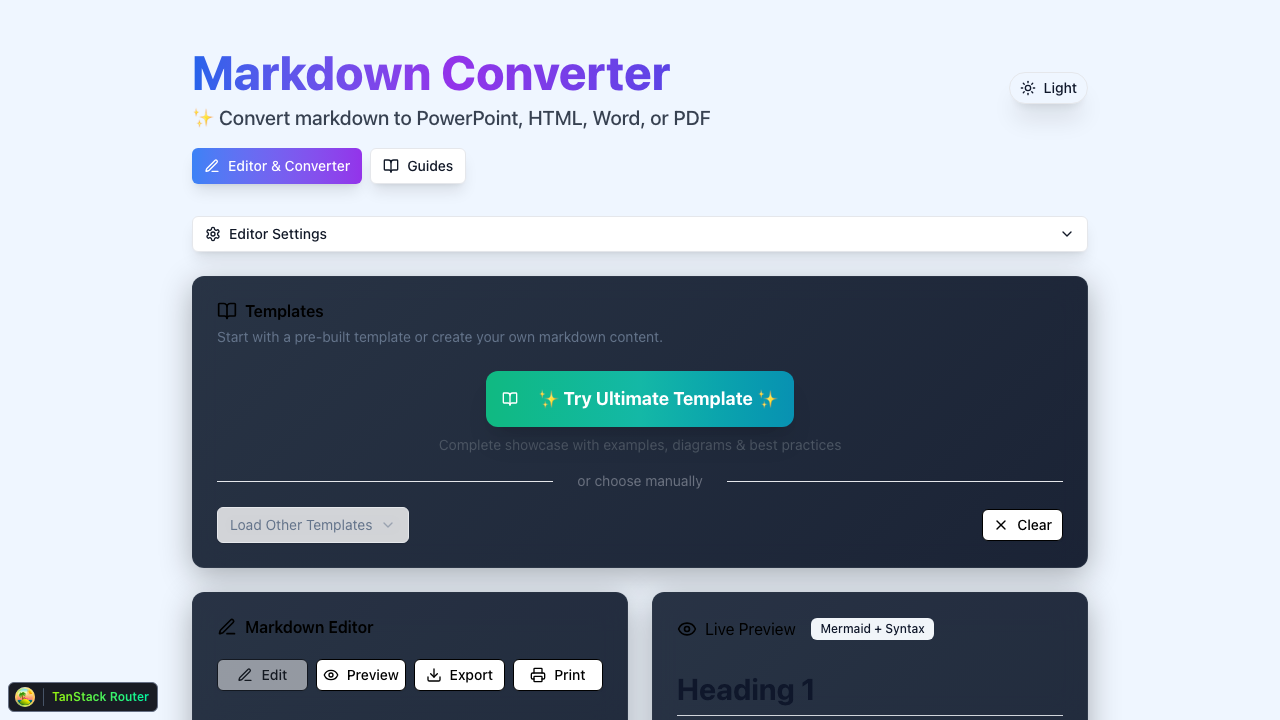 Markdown Converter
✨ Convert markdown to PowerPoint, HTML, Word, or PDF
Light
Editor & Converter
Guides
Editor Settings
Templates
Start with a pre-built template or create your own markdown content.
✨ Try Ultimate Template ✨
Complete showcase with examples, diagrams & best practices
or choose manually
Load Other Templates
Clear
Markdown Editor
Edit
Preview
Export
Print
Live Preview
Mermaid + Syntax
Heading 1
TanStack Router